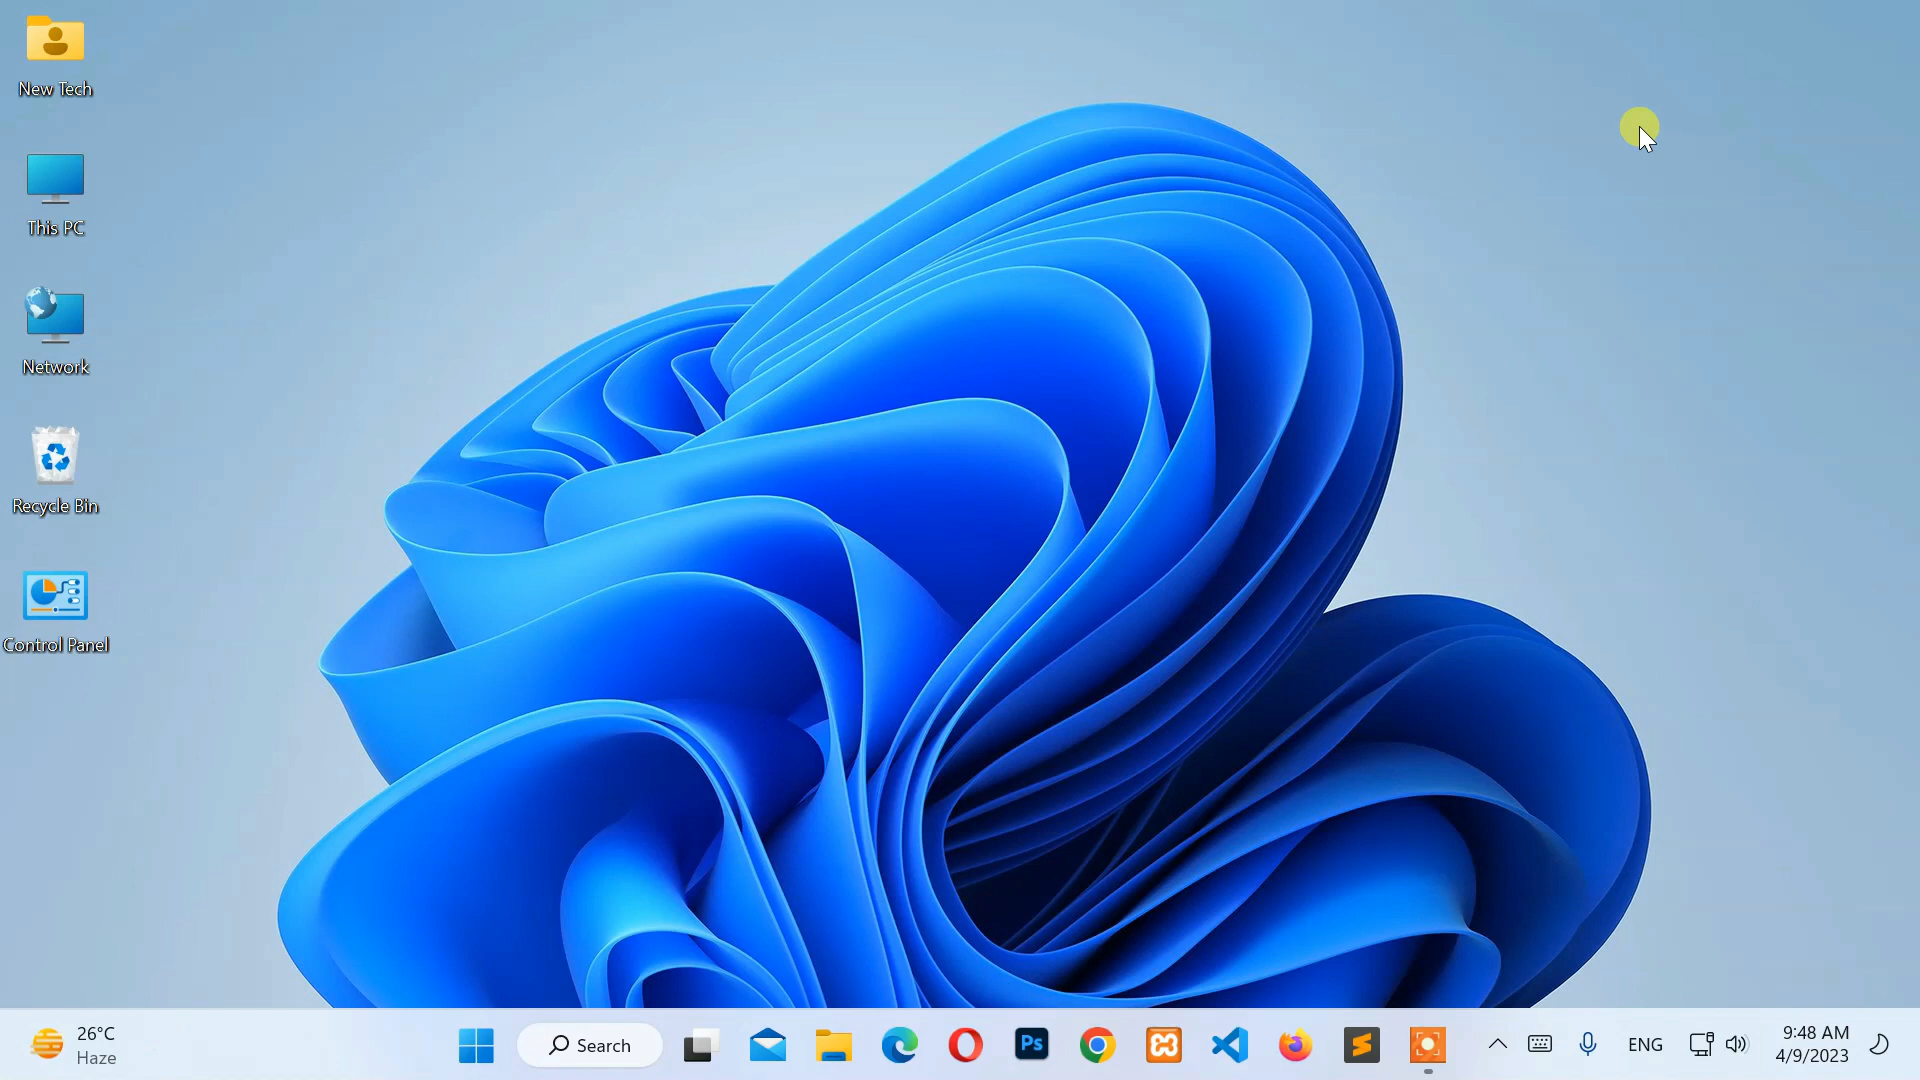 New Tech
This PC
Network
Recycle Bin
Control Panel
26°C
Haze
Search
Ps
ENG
9:48 AM
4/9/2023